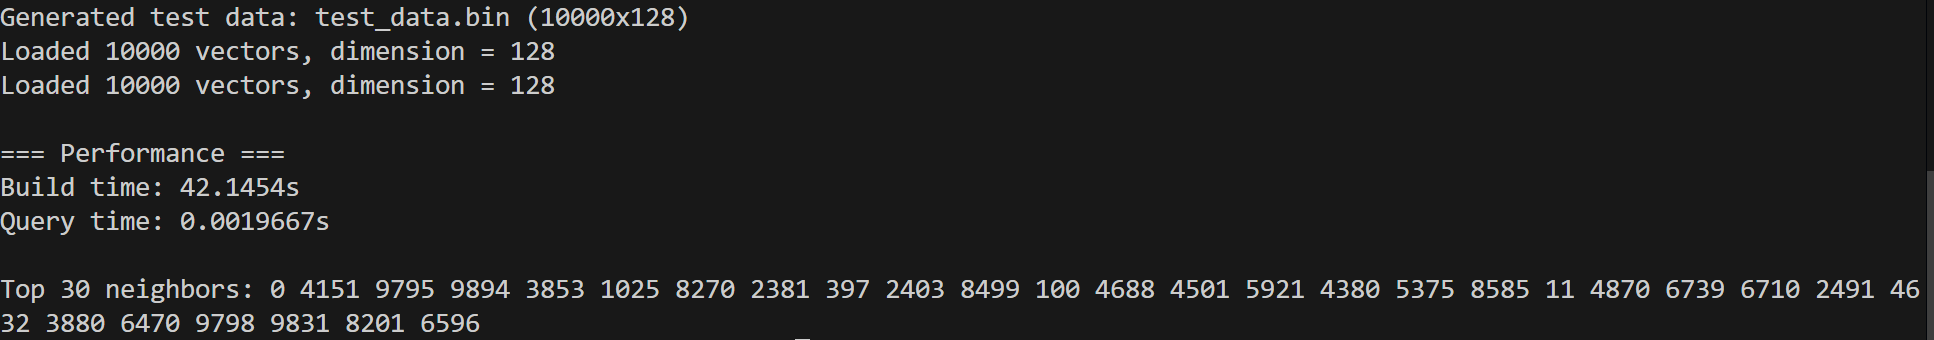 Generated test data: test_data.bin (10000x128)
Loaded 10000 vectors, dimension = 128
Loaded 10000 vectors, dimension = 128
=== Performance ===
Build time: 42.1454s
Query time: 0.0019667s
Top 30 neighbors: 0 4151 9795 9894 3853 1025 8270 2381 397 2403 8499 100 4688 4501 5921 4380 5375 8585 11 4870 6739 6710 2491 46
32 3880 6470 9798 9831 8201 6596